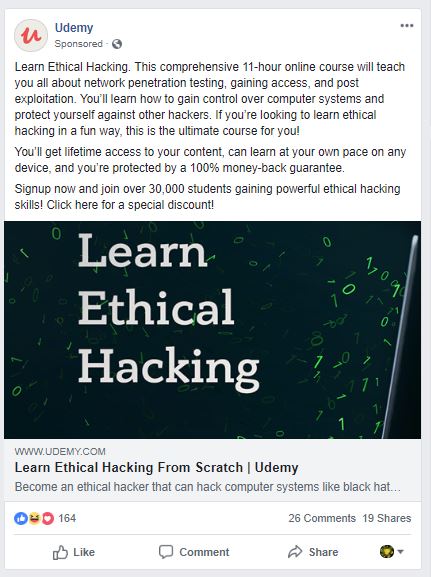 Udemy
Sponsored ·
Learn Ethical Hacking. This comprehensive 11-hour online course will teach
you all about network penetration testing, gaining access, and post
exploitation. You'll learn how to gain control over computer systems and
protect yourself against other hackers. If you're looking to learn ethical
hacking in a fun way, this is the ultimate course for you!
You'll get lifetime access to your content, can learn at your own pace on any
device, and you're protected by a 100% money-back guarantee.
Signup now and join over 30,000 students gaining powerful ethical hacking
skills! Click here for a special discount!
Learn
Ethical
Hacking
WWW.UDEMY.COM
Learn Ethical Hacking From Scratch | Udemy
Become an ethical hacker that can hack computer systems like black hat...
164
26 Comments 19 Shares
Like Comment Share